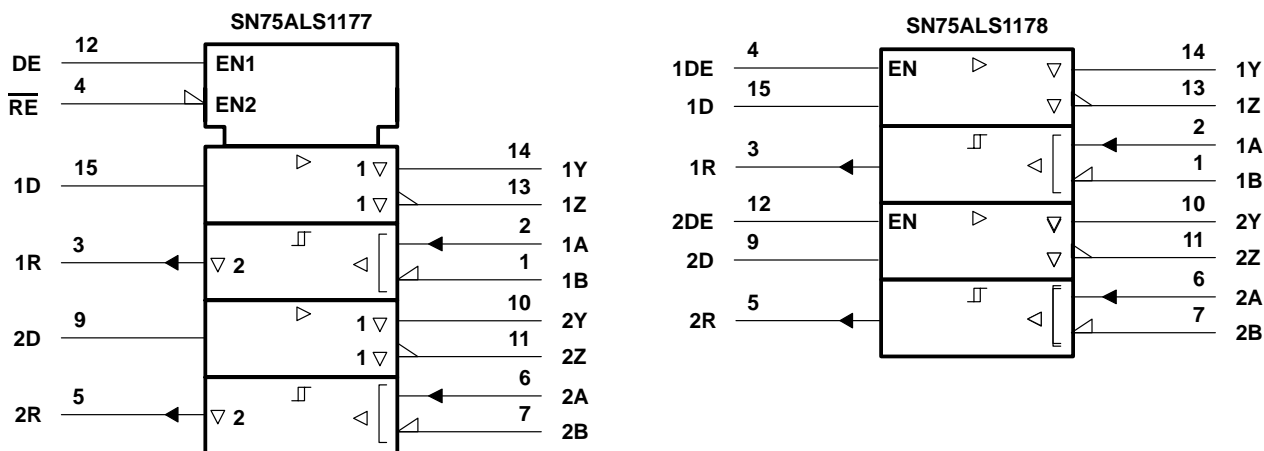 SN75ALS1177
DE 12 EN1
RE 4 EN2
1D 15 1 14 1Y
1 13 1Z
1R 3 2 2 1A
1 1B
2D 9 1 10 2Y
1 11 2Z
2R 5 2 6 2A
7 2B
SN75ALS1178
1DE 4 EN 14 1Y
1D 15 13 1Z
1R 3 2 1A
1 1B
2DE 12 EN 10 2Y
2D 9 11 2Z
2R 5 6 2A
7 2B